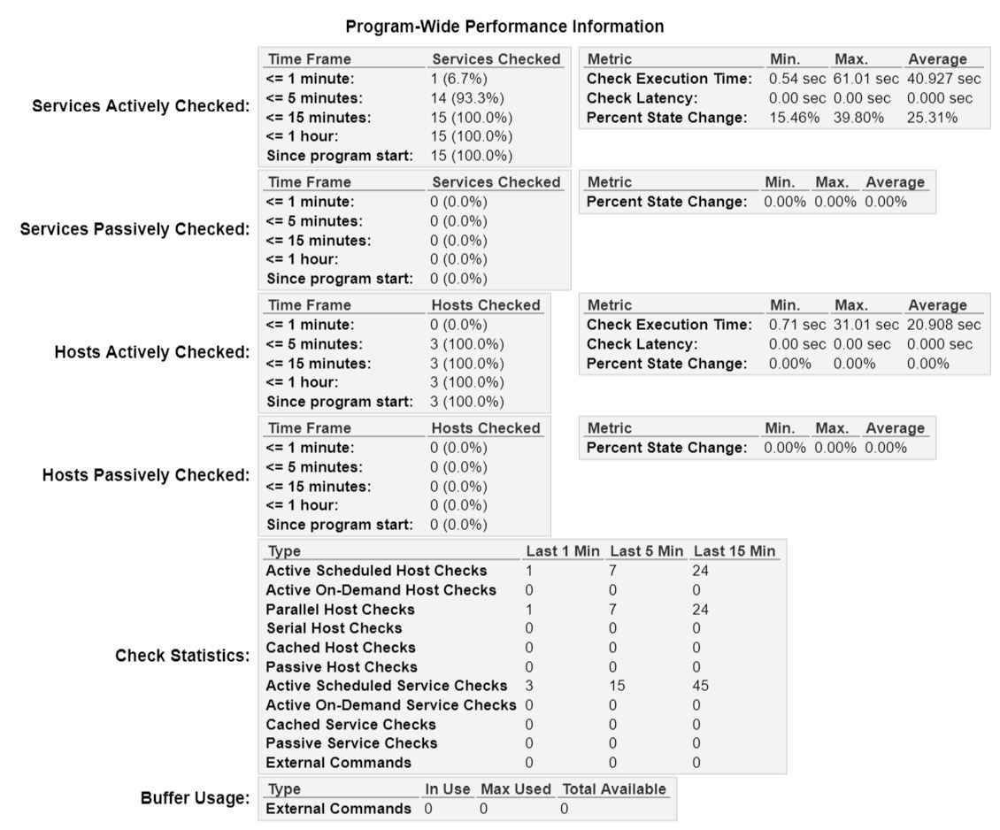 Program-Wide Performance Information
Services Actively Checked:
Time Frame Services Checked
<= 1 minute: 1 (6.7%)
<= 5 minutes: 14 (93.3%)
<= 15 minutes: 15 (100.0%)
<= 1 hour: 15 (100.0%)
Since program start: 15 (100.0%)
Metric Min. Max. Average
Check Execution Time: 0.54 sec 61.01 sec 40.927 sec
Check Latency: 0.00 sec 0.00 sec 0.000 sec
Percent State Change: 15.46% 39.80% 25.31%
Services Passively Checked:
Time Frame Services Checked
<= 1 minute: 0 (0.0%)
<= 5 minutes: 0 (0.0%)
<= 15 minutes: 0 (0.0%)
<= 1 hour: 0 (0.0%)
Since program start: 0 (0.0%)
Metric Min. Max. Average
Percent State Change: 0.00% 0.00% 0.00%
Hosts Actively Checked:
Time Frame Hosts Checked
<= 1 minute: 0 (0.0%)
<= 5 minutes: 3 (100.0%)
<= 15 minutes: 3 (100.0%)
<= 1 hour: 3 (100.0%)
Since program start: 3 (100.0%)
Metric Min. Max. Average
Check Execution Time: 0.71 sec 31.01 sec 20.908 sec
Check Latency: 0.00 sec 0.00 sec 0.000 sec
Percent State Change: 0.00% 0.00% 0.00%
Hosts Passively Checked:
Time Frame Hosts Checked
<= 1 minute: 0 (0.0%)
<= 5 minutes: 0 (0.0%)
<= 15 minutes: 0 (0.0%)
<= 1 hour: 0 (0.0%)
Since program start: 0 (0.0%)
Metric Min. Max. Average
Percent State Change: 0.00% 0.00% 0.00%
Check Statistics:
Type Last 1 Min Last 5 Min Last 15 Min
Active Scheduled Host Checks 1 7 24
Active On-Demand Host Checks 0 0 0
Parallel Host Checks 1 7 24
Serial Host Checks 0 0 0
Cached Host Checks 0 0 0
Passive Host Checks 0 0 0
Active Scheduled Service Checks 3 15 45
Active On-Demand Service Checks 0 0 0
Cached Service Checks 0 0 0
Passive Service Checks 0 0 0
External Commands 0 0 0
Buffer Usage:
Type In Use Max Used Total Available
External Commands 0 0 0